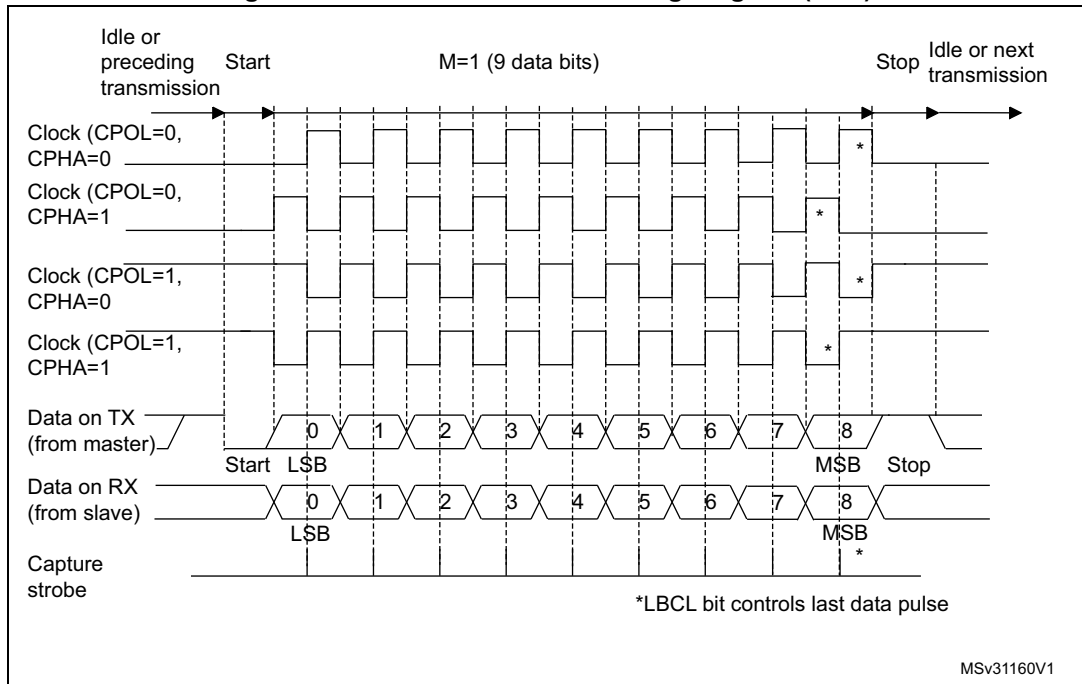 Idle or
preceding
transmission
Start
M=1 (9 data bits)
Stop
Idle or next
transmission
Clock (CPOL=0,
CPHA=0
*
Clock (CPOL=0,
CPHA=1
*
Clock (CPOL=1,
CPHA=0
*
Clock (CPOL=1,
CPHA=1
*
Data on TX
(from master)
0 1 2 3 4 5 6 7 8
Start LSB MSB Stop
Data on RX
(from slave)
0 1 2 3 4 5 6 7 8
LSB MSB
*
Capture
strobe
*LBCL bit controls last data pulse
MSv31160V1